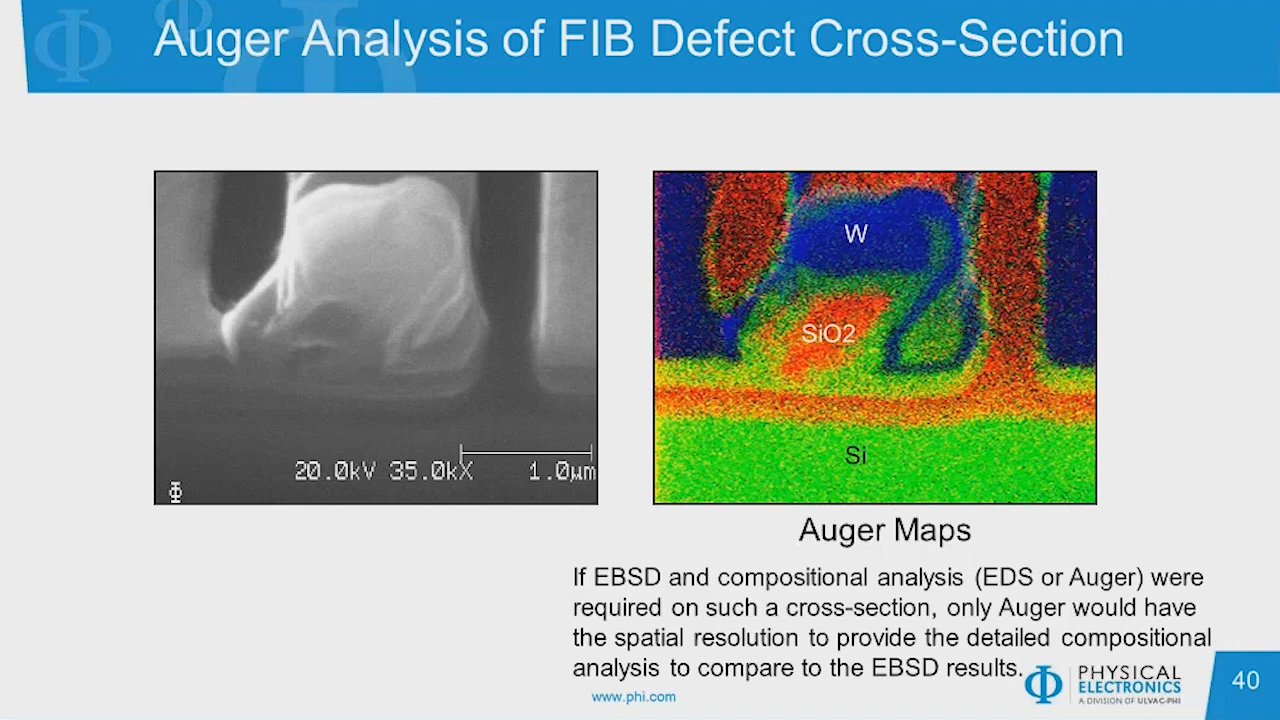 Auger Analysis of FIB Defect Cross-Section
20.0kV 35.0kX 1.0µm
W
SiO2
Si
Auger Maps
If EBSD and compositional analysis (EDS or Auger) were
required on such a cross-section, only Auger would have
the spatial resolution to provide the detailed compositional
analysis to compare to the EBSD results.
www.phi.com
PHYSICAL
ELECTRONICS
A DIVISION OF ULVAC-PHI
40